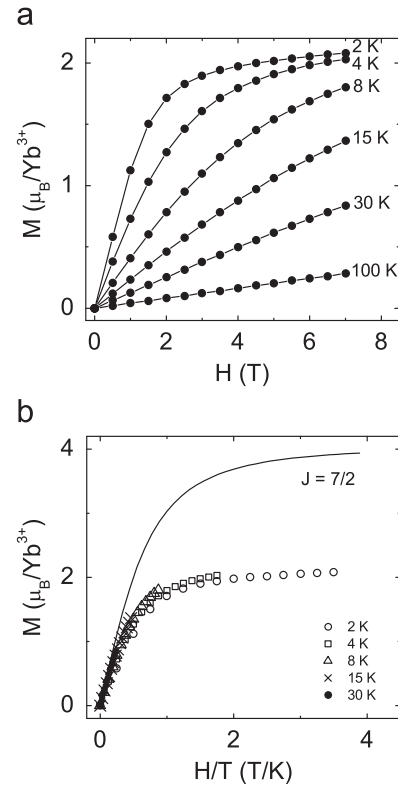 a
2
1
0
M (μB/Yb³⁺)
2 K
4 K
8 K
15 K
30 K
100 K
0 2 4 6 8
H (T)
b
4
2
0
M (μB/Yb³⁺)
J = 7/2
2 K
4 K
8 K
15 K
30 K
0 2 4
H/T (T/K)